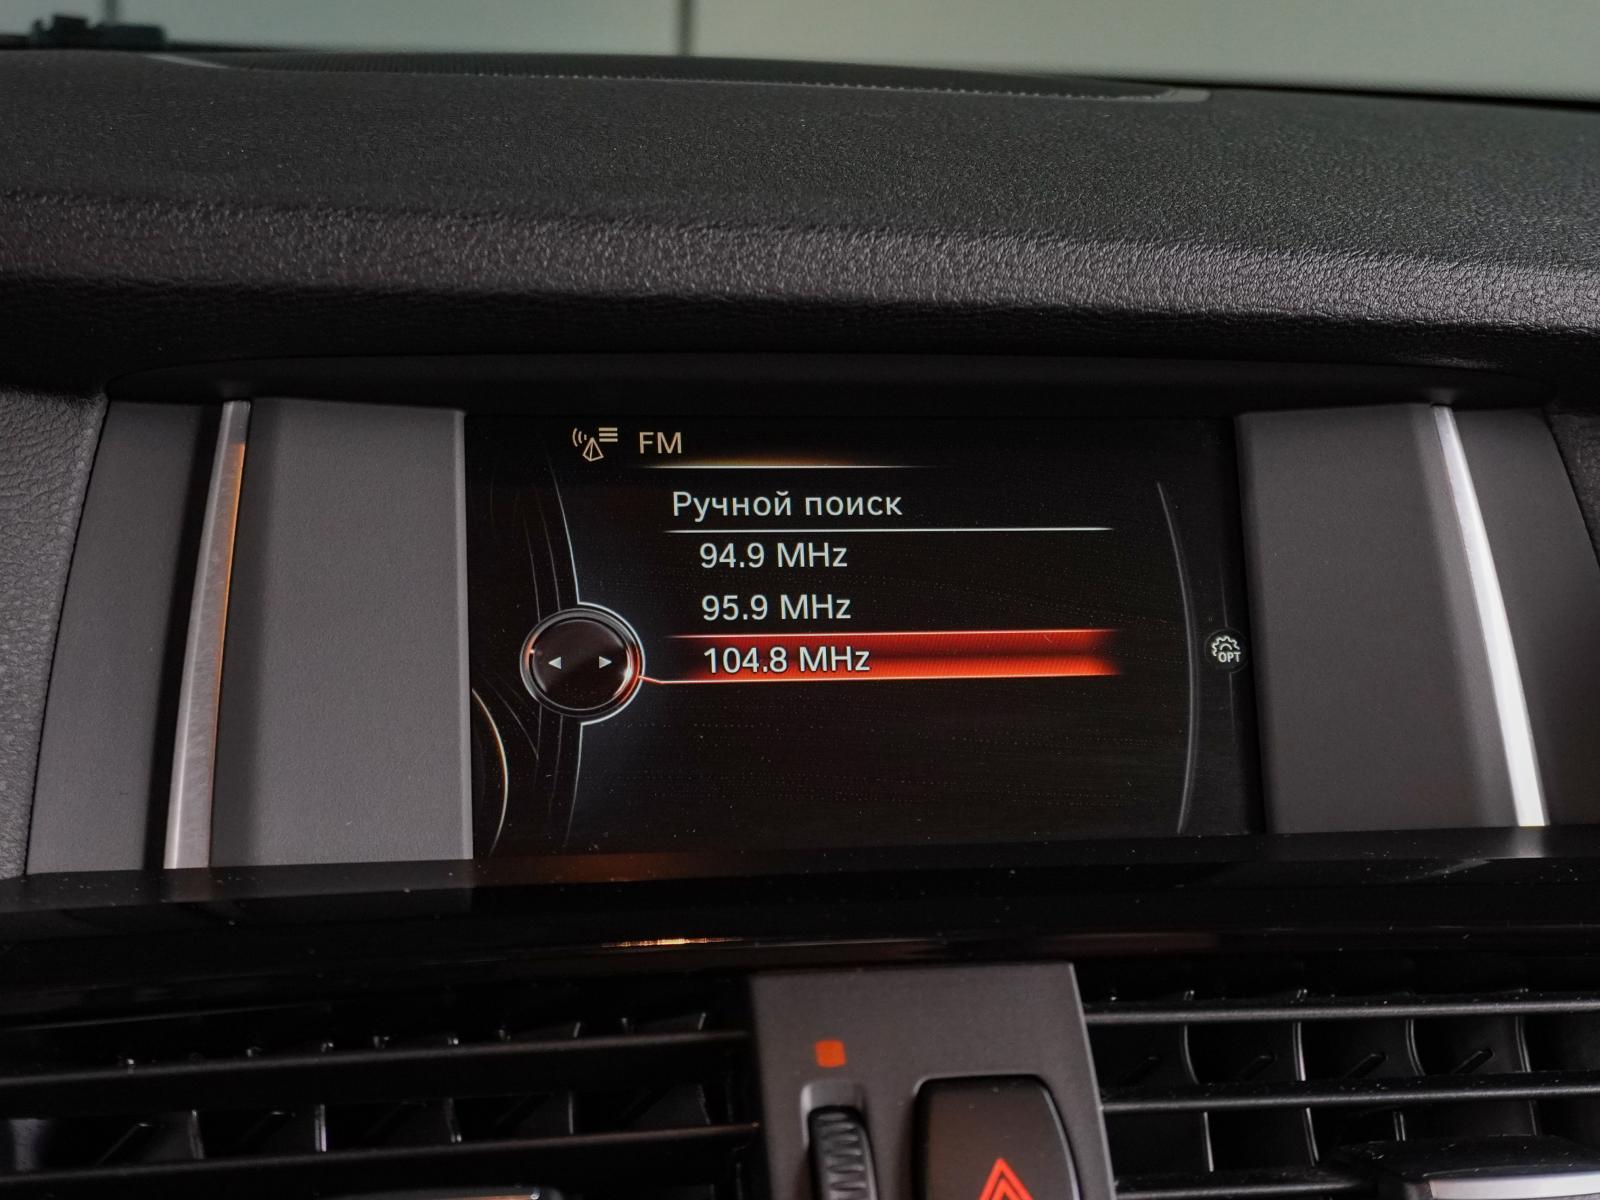 FM
Ручной поиск
94.9 MHz
95.9 MHz
104.8 MHz
OPT